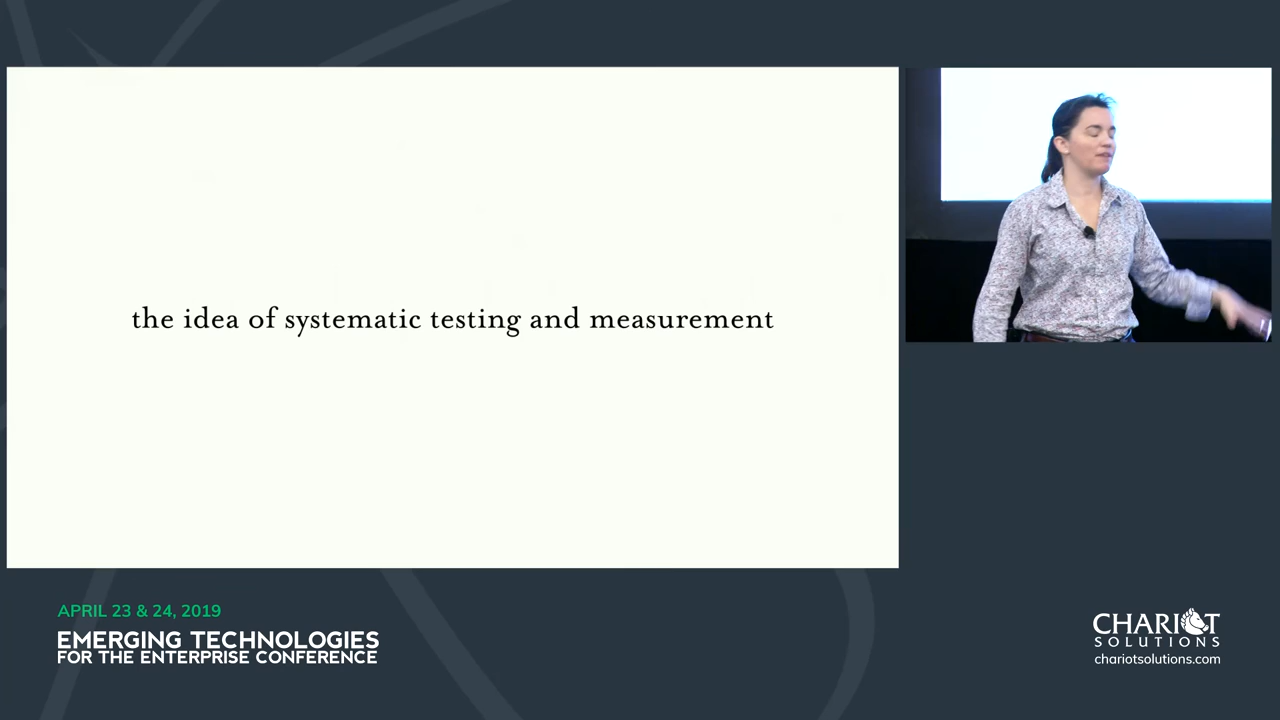 the idea of systematic testing and measurement
APRIL 23 & 24, 2019
EMERGING TECHNOLOGIES
FOR THE ENTERPRISE CONFERENCE
CHARIOT
SOLUTIONS
chariotsolutions.com